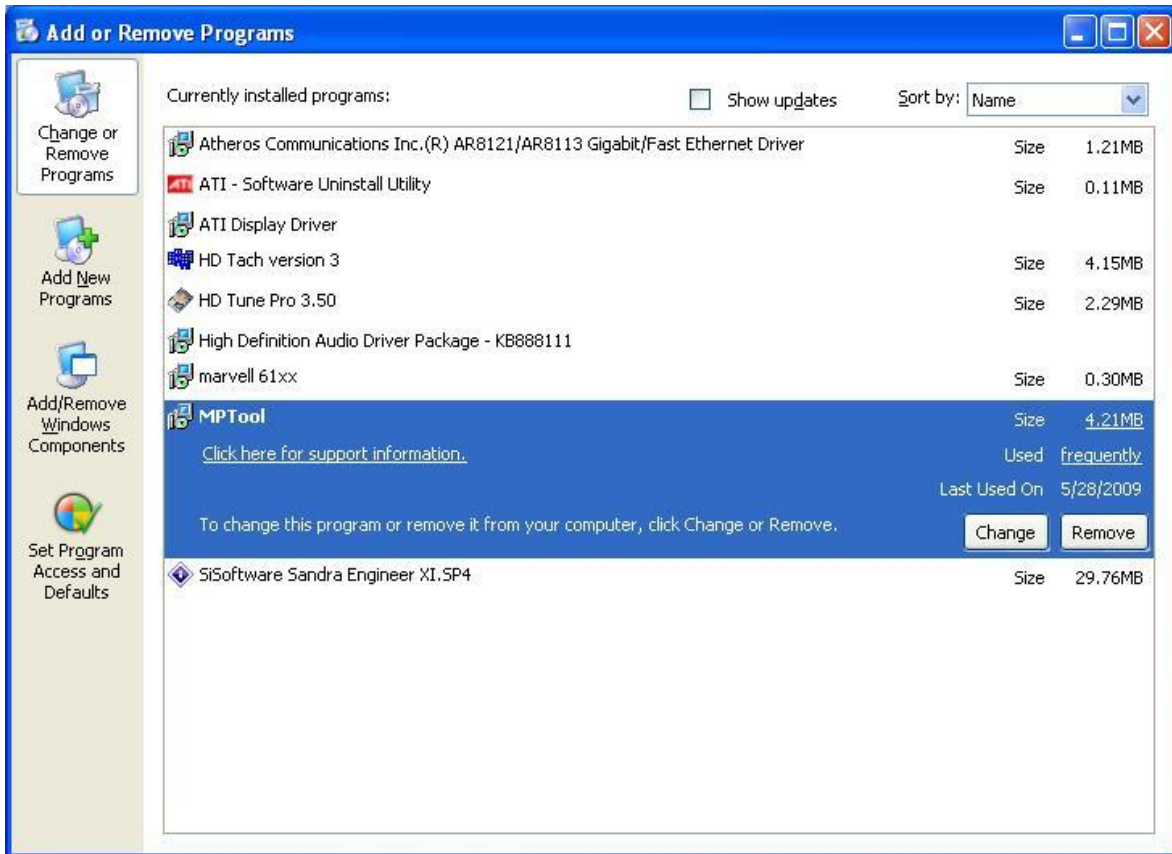 Add or Remove Programs
Change or
Remove
Programs
Add New
Programs
Add/Remove
Windows
Components
Set Program
Access and
Defaults
Currently installed programs: Show updates Sort by: Name
Atheros Communications Inc.(R) AR8121/AR8113 Gigabit/Fast Ethernet Driver Size 1.21MB
ATI - Software Uninstall Utility Size 0.11MB
ATI Display Driver
HD Tach version 3 Size 4.15MB
HD Tune Pro 3.50 Size 2.29MB
High Definition Audio Driver Package - KB888111
marvell 61xx Size 0.30MB
MPTool Size 4.21MB
Click here for support information. Used frequently
Last Used On 5/28/2009
To change this program or remove it from your computer, click Change or Remove. Change Remove
SiSoftware Sandra Engineer XI.SP4 Size 29.76MB